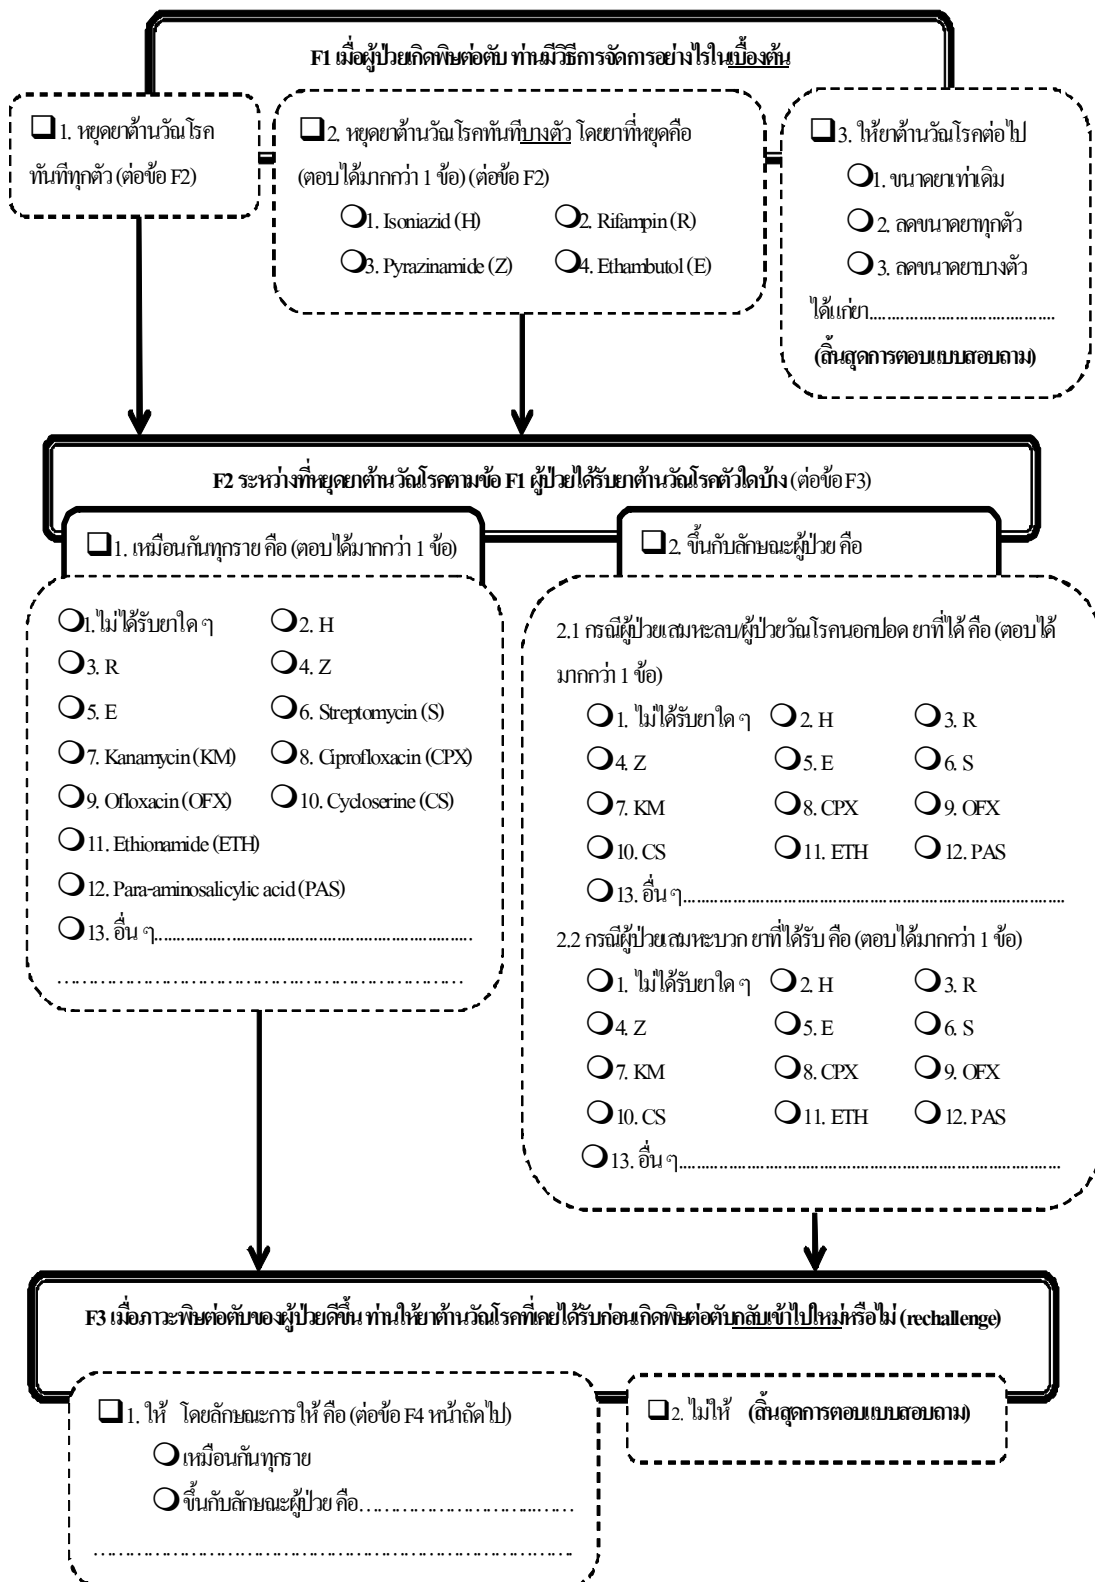 F1 เมื่อผู้ป่วยเกิดพิษต่อตับ ท่านมีวิธีการจัดการอย่างไรในเบื้องต้น
1. หยุดยาต้านวัณโรค
ทันทีทุกตัว (ต่อข้อ F2)
2. หยุดยาต้านวัณโรคทันทีบางตัว โดยยาที่หยุดคือ
(ตอบได้มากกว่า 1 ข้อ) (ต่อข้อ F2)
1. Isoniazid (H) 2. Rifampin (R)
3. Pyrazinamide (Z) 4. Ethambutol (E)
3. ให้ยาต้านวัณโรคต่อไป
1. ขนาดยาเท่าเดิม
2. ลดขนาดยาทุกตัว
3. ลดขนาดยาบางตัว
ได้แก่ยา..........................................
(สิ้นสุดการตอบแบบสอบถาม)
F2 ระหว่างที่หยุดยาต้านวัณโรคตามข้อ F1 ผู้ป่วยได้รับยาต้านวัณโรคตัวใดบ้าง (ต่อข้อ F3)
1. เหมือนกันทุกราย คือ (ตอบได้มากกว่า 1 ข้อ)
1. ไม่ได้รับยาใด ๆ 2. H
3. R 4. Z
5. E 6. Streptomycin (S)
7. Kanamycin (KM) 8. Ciprofloxacin (CPX)
9. Ofloxacin (OFX) 10. Cycloserine (CS)
11. Ethionamide (ETH)
12. Para-aminosalicylic acid (PAS)
13. อื่น ๆ......................................................................
................................................................
2. ขึ้นกับลักษณะผู้ป่วย คือ
2.1 กรณีผู้ป่วยเสมหะลบ/ผู้ป่วยวัณโรคนอกปอด ยาที่ได้ คือ (ตอบได้
มากกว่า 1 ข้อ)
1. ไม่ได้รับยาใด ๆ 2. H 3. R
4. Z 5. E 6. S
7. KM 8. CPX 9. OFX
10. CS 11. ETH 12. PAS
13. อื่น ๆ....................................................................................
2.2 กรณีผู้ป่วยเสมหะบวก ยาที่ได้รับ คือ (ตอบได้มากกว่า 1 ข้อ)
1. ไม่ได้รับยาใด ๆ 2. H 3. R
4. Z 5. E 6. S
7. KM 8. CPX 9. OFX
10. CS 11. ETH 12. PAS
13. อื่น ๆ....................................................................................
F3 เมื่อภาวะพิษต่อตับของผู้ป่วยดีขึ้น ท่านให้ยาต้านวัณโรคที่เคยได้รับก่อนเกิดพิษต่อตับกลับเข้าไปใหม่หรือไม่ (rechallenge)
1. ให้ โดยลักษณะการให้ คือ (ต่อข้อ F4 หน้าถัดไป)
เหมือนกันทุกราย
ขึ้นกับลักษณะผู้ป่วย คือ..................................
................................................................
2. ไม่ให้ (สิ้นสุดการตอบแบบสอบถาม)